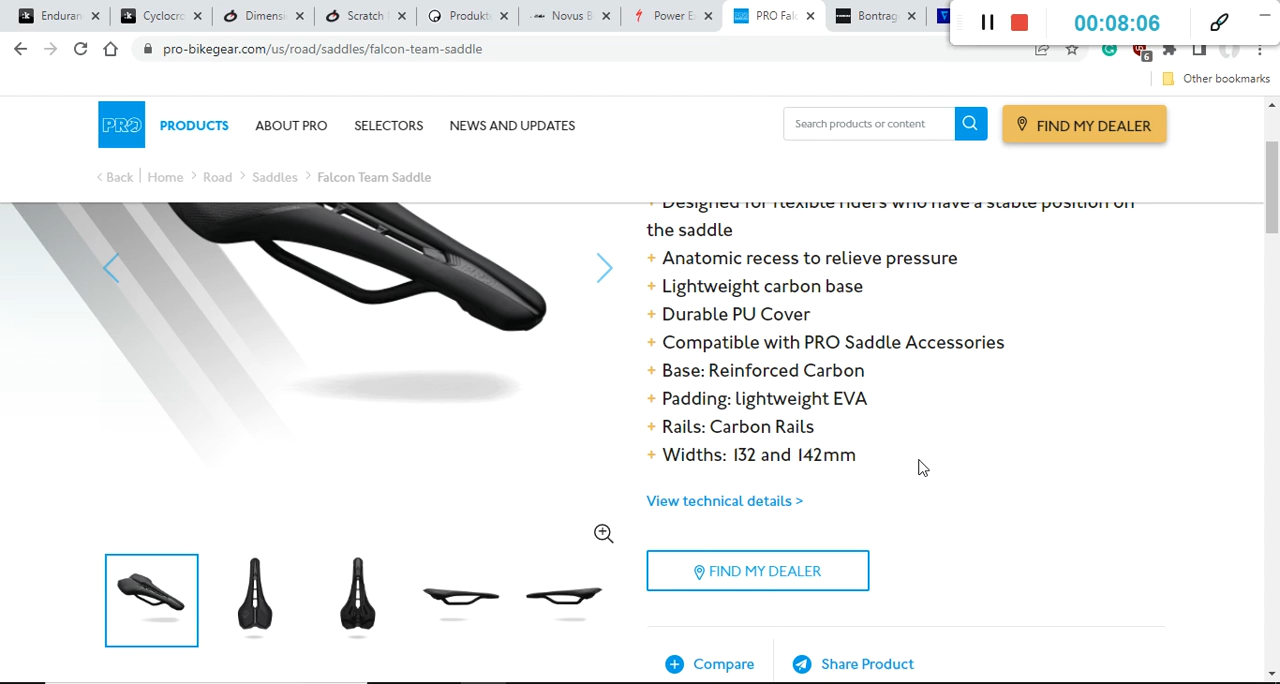 Enduran
Cyclocro
Dimensi
Scratch
Produkte
Novus B
Power E
PRO Falc
Bontrag
00:08:06
pro-bikegear.com/us/road/saddles/falcon-team-saddle
6
Other bookmarks
PRO
PRODUCTS
ABOUT PRO
SELECTORS
NEWS AND UPDATES
Search products or content
FIND MY DEALER
< Back | Home > Road > Saddles > Falcon Team Saddle
+ Designed for flexible riders who have a stable position on
the saddle
+ Anatomic recess to relieve pressure
+ Lightweight carbon base
+ Durable PU Cover
+ Compatible with PRO Saddle Accessories
+ Base: Reinforced Carbon
+ Padding: lightweight EVA
+ Rails: Carbon Rails
+ Widths: 132 and 142mm
View technical details >
FIND MY DEALER
Compare
Share Product